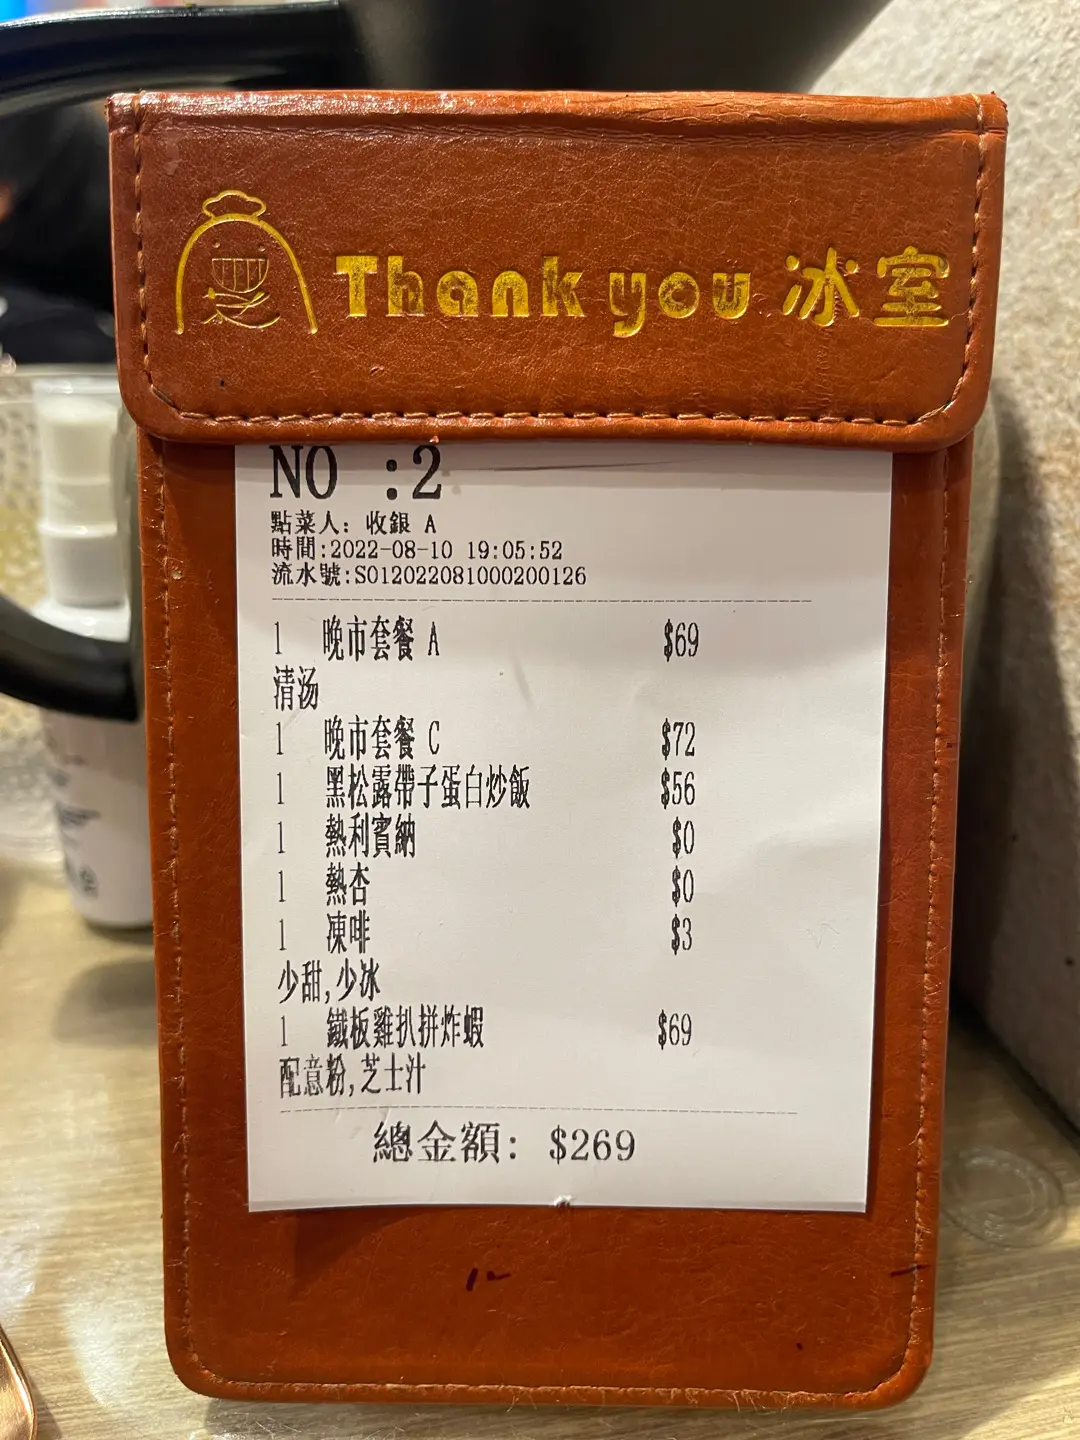 Thank you 冰室
NO :2
點菜人: 收銀 A
時間:2022-08-10 19:05:52
流水號:S012022081000200126
1 晚市套餐 A $69
清汤
1 晚市套餐 C $72
1 黑松露帶子蛋白炒飯 $56
1 熱利賓納 $0
1 熱杏 $0
1 凍啡 $3
少甜,少冰
1 鐵板雞扒拼炸蝦 $69
配意粉,芝士汁
總金額: $269